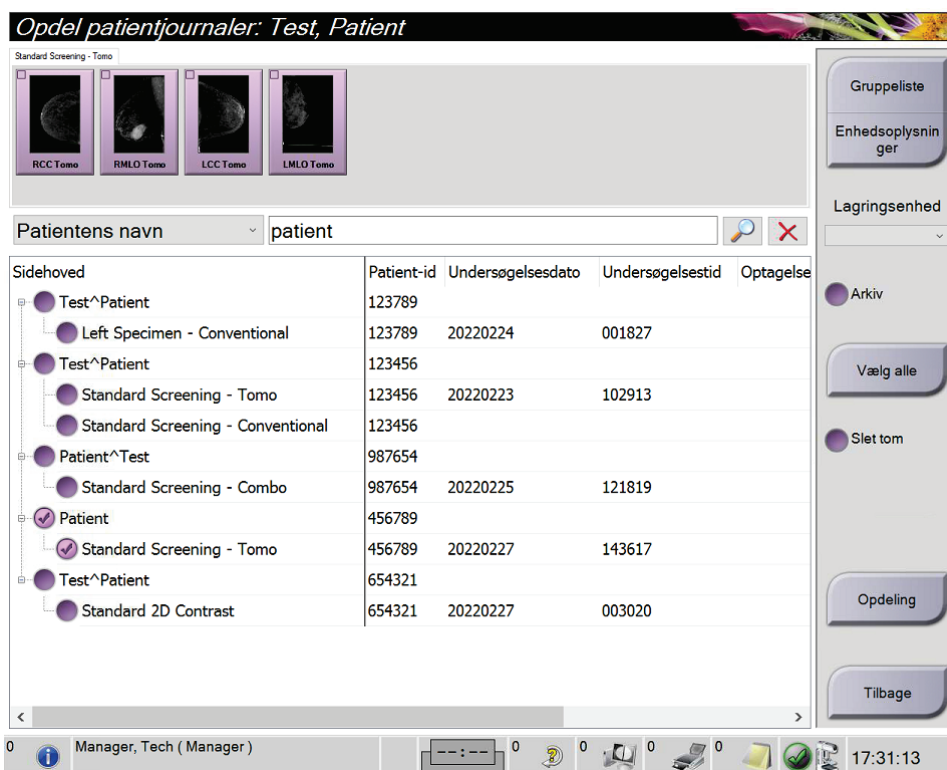 Opdel patientjournaler: Test, Patient
Standard Screening - Tomo
RCC Tomo
RMLO Tomo
LCC Tomo
LMLO Tomo
Gruppeliste
Enhedsoplysnin
ger
Lagringsenhed
Patientens navn
patient
Sidehoved Patient-id Undersøgelsesdato Undersøgelsestid Optagelse
Test^Patient 123789
Left Specimen - Conventional 123789 20220224 001827
Test^Patient 123456
Standard Screening - Tomo 123456 20220223 102913
Standard Screening - Conventional 123456
Patient^Test 987654
Standard Screening - Combo 987654 20220225 121819
Patient 456789
Standard Screening - Tomo 456789 20220227 143617
Test^Patient 654321
Standard 2D Contrast 654321 20220227 003020
Arkiv
Vælg alle
Slet tom
Opdeling
Tilbage
0 Manager, Tech ( Manager ) --:-- 0 0 0 0 17:31:13